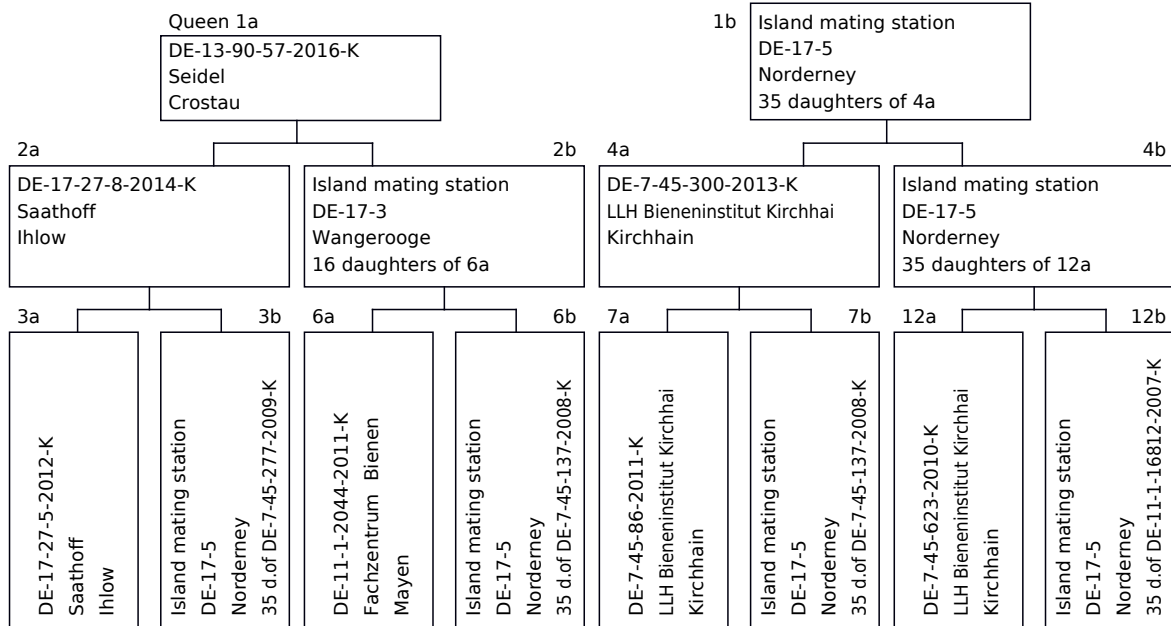 Queen 1a
DE-13-90-57-2016-K
Seidel
Crostau
1b
Island mating station
DE-17-5
Norderney
35 daughters of 4a
2a
DE-17-27-8-2014-K
Saathoff
Ihlow
2b
Island mating station
DE-17-3
Wangerooge
16 daughters of 6a
4a
DE-7-45-300-2013-K
LLH Bieneninstitut Kirchhai
Kirchhain
4b
Island mating station
DE-17-5
Norderney
35 daughters of 12a
3a
DE-17-27-5-2012-K
Saathoff
Ihlow
3b
Island mating station
DE-17-5
Norderney
35 d.of DE-7-45-277-2009-K
6a
DE-11-1-2044-2011-K
Fachzentrum Bienen
Mayen
6b
Island mating station
DE-17-5
Norderney
35 d.of DE-7-45-137-2008-K
7a
DE-7-45-86-2011-K
LLH Bieneninstitut Kirchhai
Kirchhain
7b
Island mating station
DE-17-5
Norderney
35 d.of DE-7-45-137-2008-K
12a
DE-7-45-623-2010-K
LLH Bieneninstitut Kirchhai
Kirchhain
12b
Island mating station
DE-17-5
Norderney
35 d.of DE-11-1-16812-2007-K